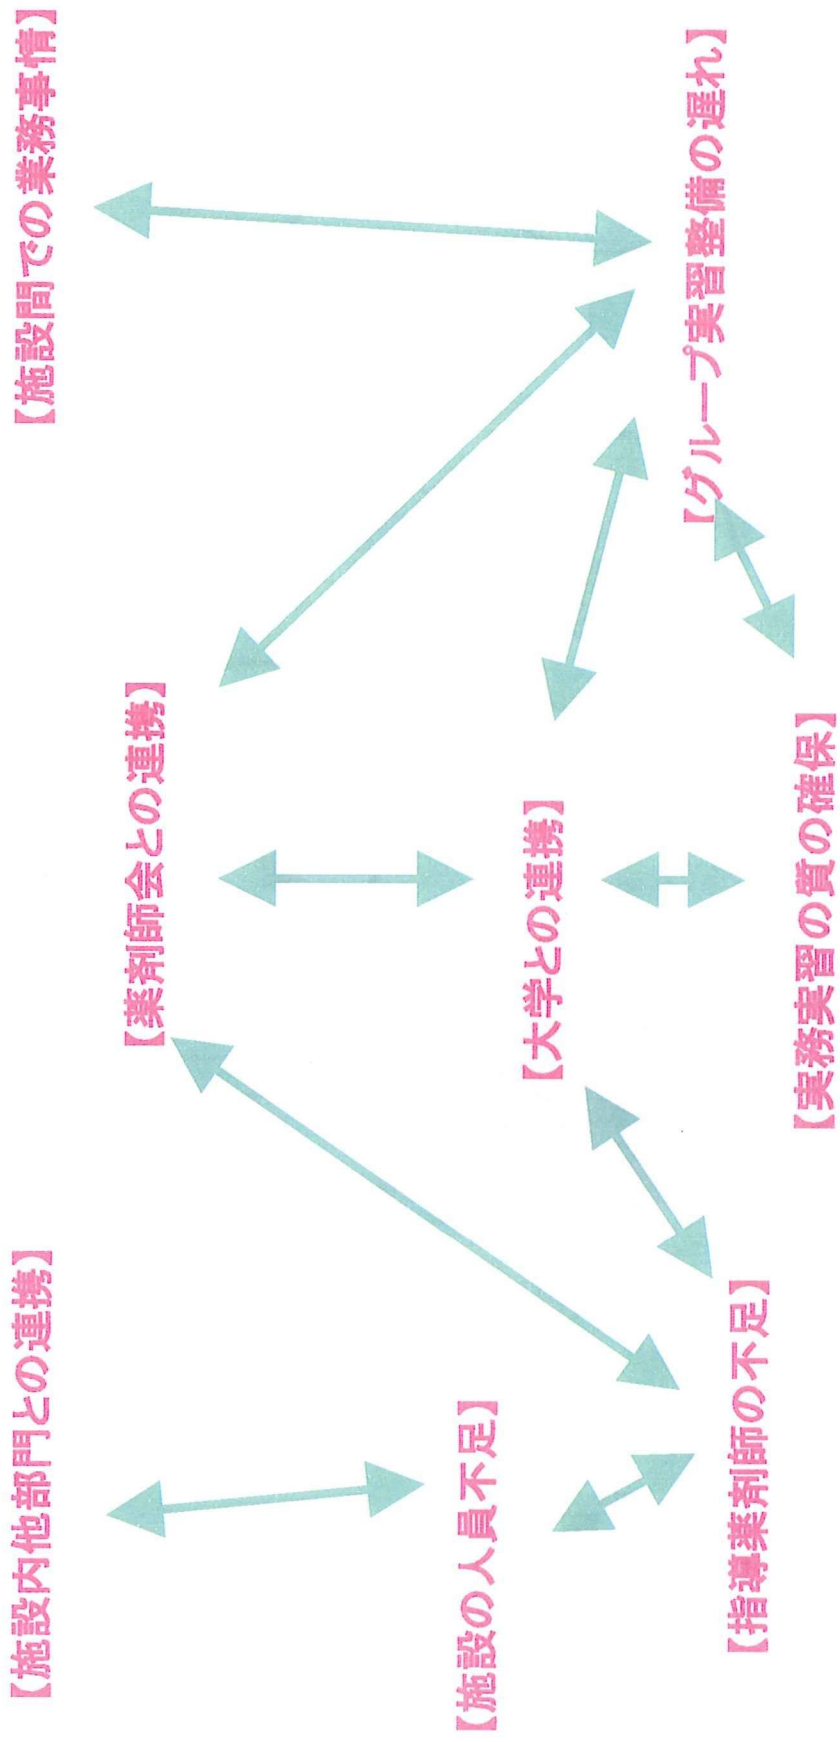 【施設内他部門との連携】
【施設間での業務事情】
【薬剤師会との連携】
【施設の人員不足】
【大学との連携】
【グループ実習整備の遅れ】
【指導薬剤師の不足】
【実務実習の質の確保】